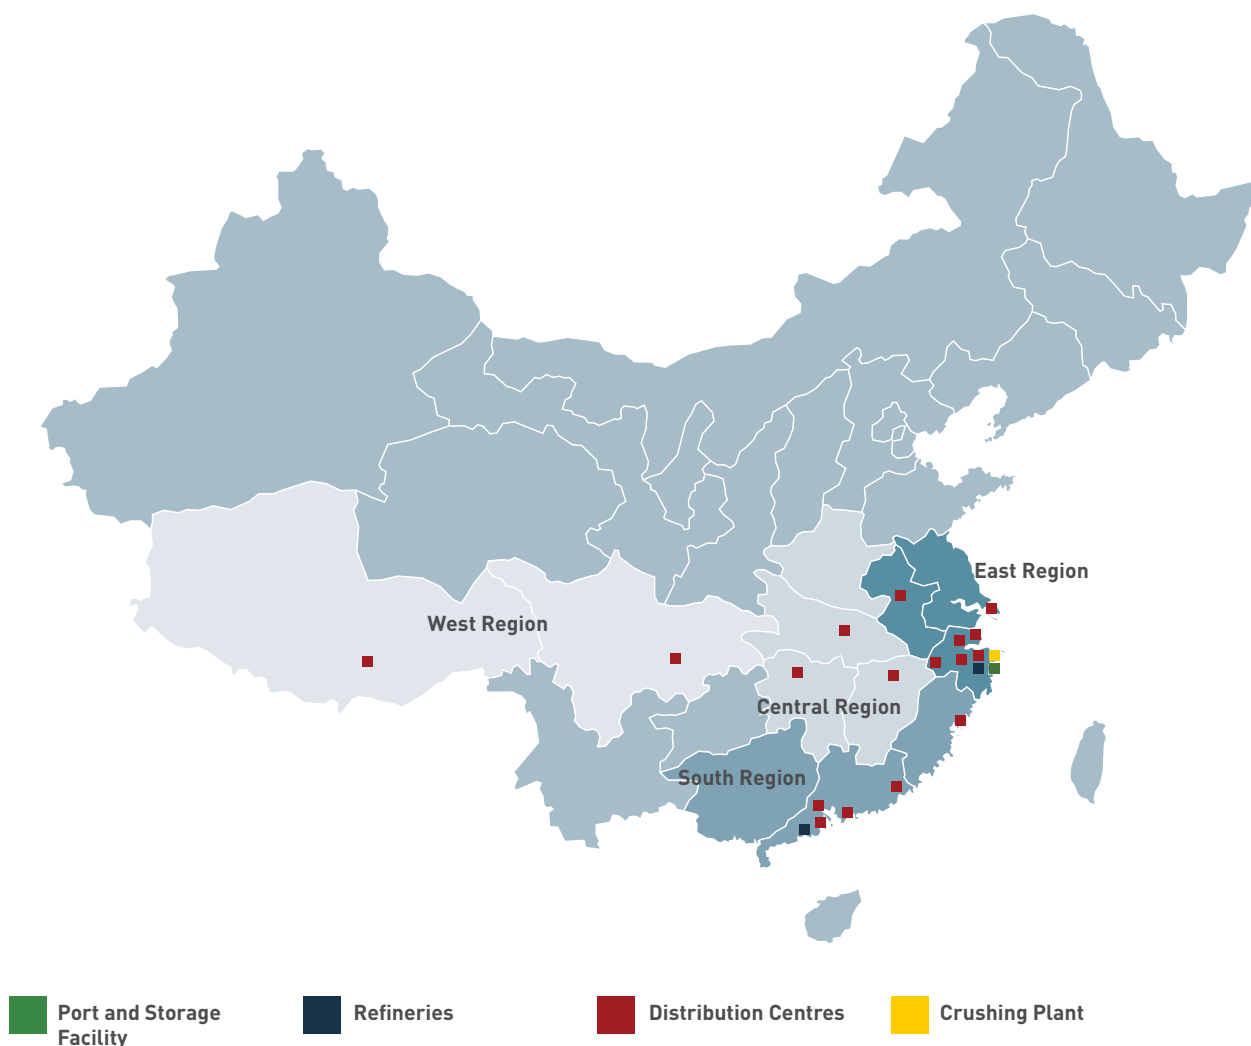 East Region
West Region
Central Region
South Region
Port and Storage
Facility
Refineries
Distribution Centres
Crushing Plant